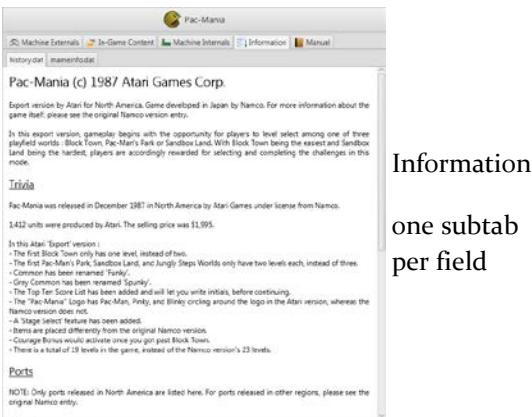 Pac-Mania
Machine Externals In-Game Content Machine Internals Information Manual
history.dat mameinfo.dat
Pac-Mania (c) 1987 Atari Games Corp.
Export version by Atari for North America. Game developed in Japan by Namco. For more information about the
game itself, please see the original Namco version entry.
In this export version, gameplay begins with the opportunity for players to level select among one of three
playfield worlds : Block Town, Pac-Man's Park or Sandbox Land. With Block Town being the easiest and Sandbox
Land being the hardest, players are accordingly rewarded for selecting and completing the challenges in this
mode.
Trivia
Pac-Mania was released in December 1987 in North America by Atari Games under license from Namco.
1,412 units were produced by Atari. The selling price was $1,995.
In this Atari 'Export' version :
- The first Block Town only has one level, instead of two.
- The first Pac-Man's Park, Sandbox Land, and Jungly Steps Worlds only have two levels each, instead of three.
- Common has been renamed 'Funky'.
- Grey Common has been renamed 'Spunky'.
- The Top Ten Score List has been added and will let you write initials, before continuing.
- The "Pac-Mania" Logo has Pac-Man, Pinky, and Blinky circling around the logo in the Atari version, whereas the
Namco version does not.
- A 'Stage Select' feature has been added.
- Items are placed differently from the original Namco version.
- Courage Bonus would activate once you got past Block Town.
- There is a total of 19 levels in the game, instead of the Namco version's 23 levels.
Ports
NOTE: Only ports released in North America are listed here. For ports released in other regions, please see the
original Namco entry.
Information
one subtab
per field